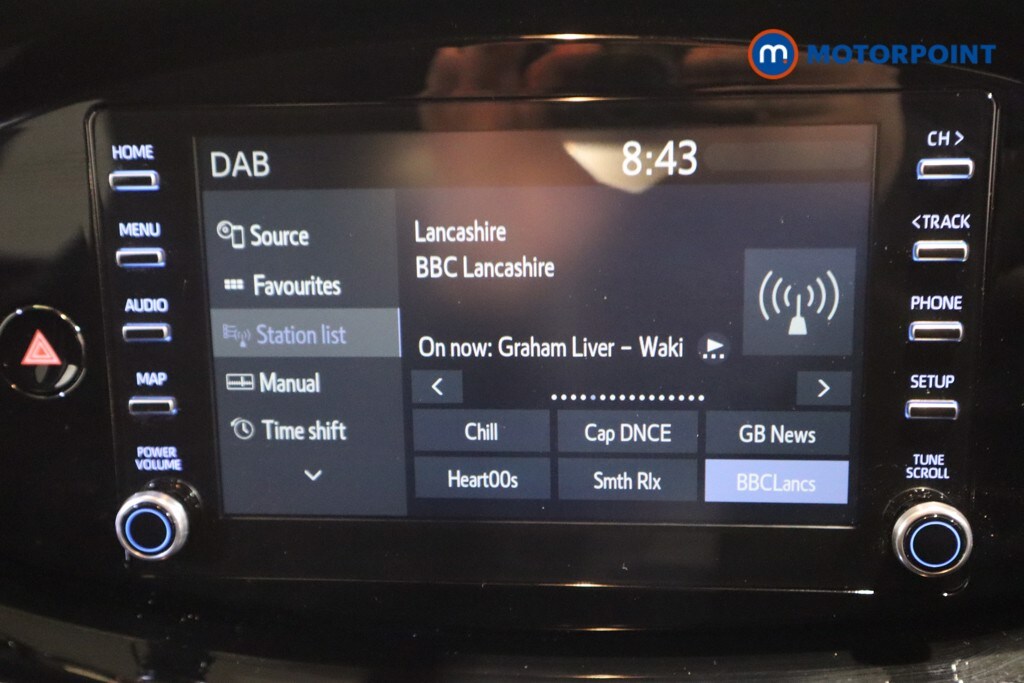 m MOTORPOINT
HOME
MENU
AUDIO
MAP
POWER
VOLUME
DAB
8:43
Source
Favourites
Station list
Manual
Time shift
Lancashire
BBC Lancashire
On now: Graham Liver – Waki
< >
Chill Cap DNCE GB News
Heart00s Smth Rlx BBCLancs
CH >
< TRACK
PHONE
SETUP
TUNE
SCROLL